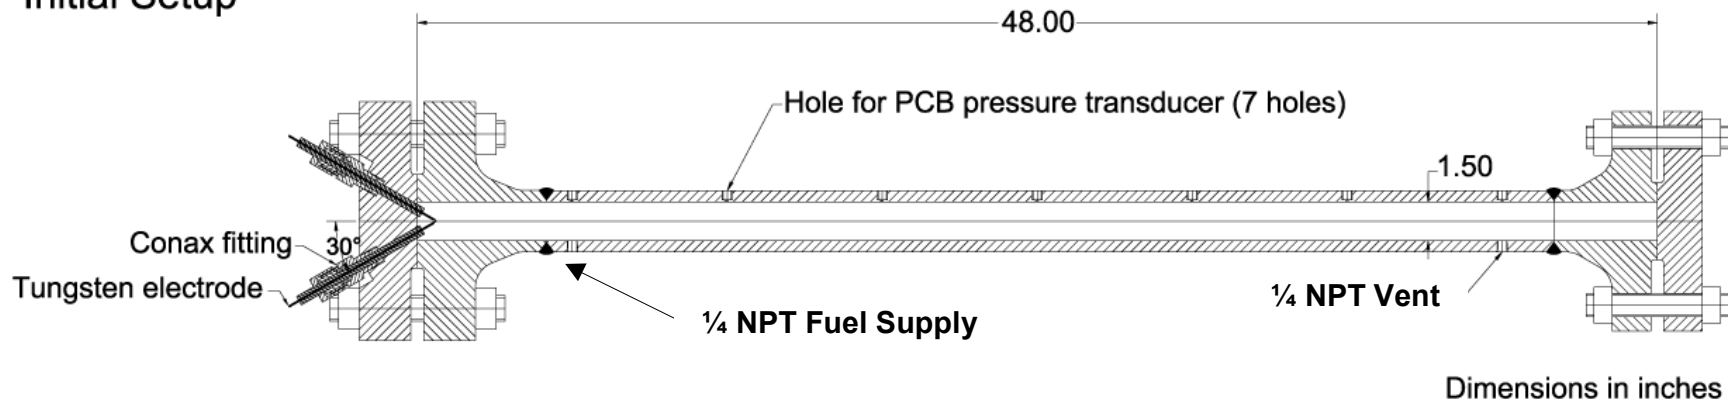 Initial Setup
48.00
Hole for PCB pressure transducer (7 holes)
1.50
30°
Conax fitting
Tungsten electrode
¼ NPT Fuel Supply
¼ NPT Vent
Dimensions in inches